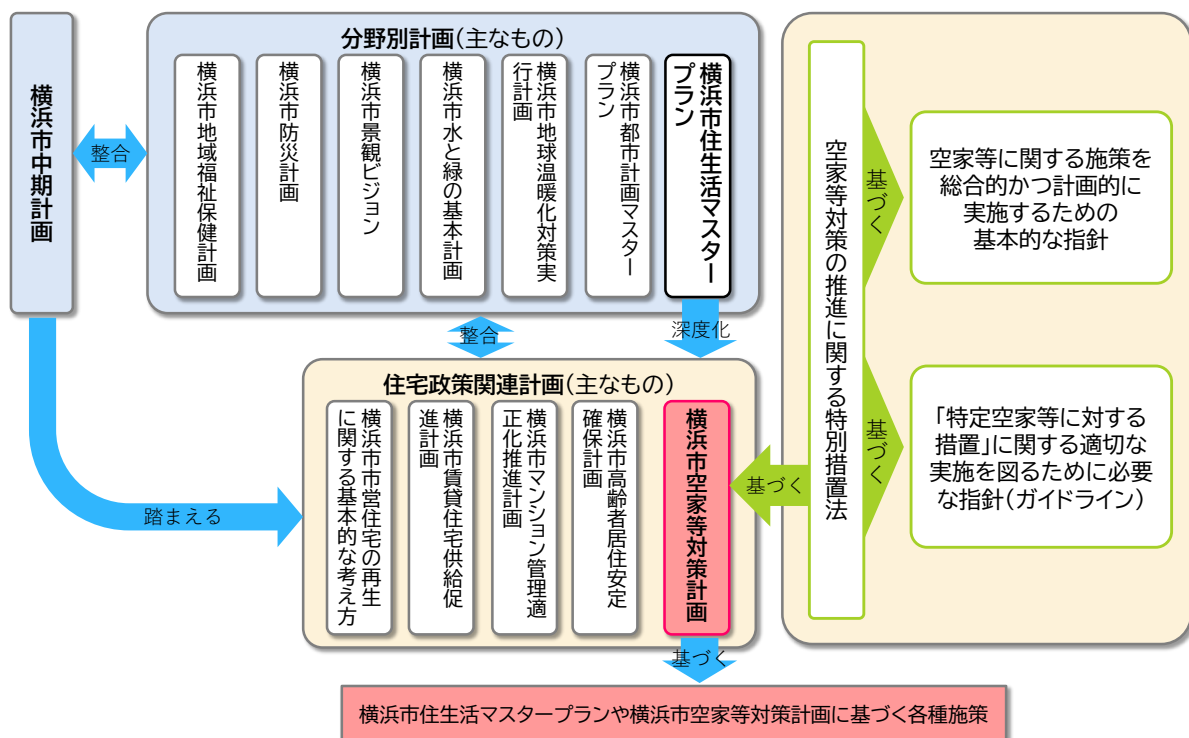 横浜市中期計画
整合
分野別計画(主なもの)
横浜市地域福祉保健計画
横浜市防災計画
横浜市景観ビジョン
横浜市水と緑の基本計画
横浜市地球温暖化対策実
行計画
横浜市都市計画マスター
プラン
横浜市住生活マスター
プラン
整合
深度化
踏まえる
住宅政策関連計画(主なもの)
横浜市市営住宅の再生
に関する基本的な考え方
横浜市賃貸住宅供給促
進計画
横浜市マンション管理適
正化推進計画
横浜市高齢者居住安定
確保計画
横浜市空家等対策計画
基づく
空家等対策の推進に関する特別措置法
基づく
空家等に関する施策を
総合的かつ計画的に
実施するための
基本的な指針
基づく
「特定空家等に対する
措置」に関する適切な
実施を図るために必要
な指針(ガイドライン)
基づく
横浜市住生活マスタープランや横浜市空家等対策計画に基づく各種施策